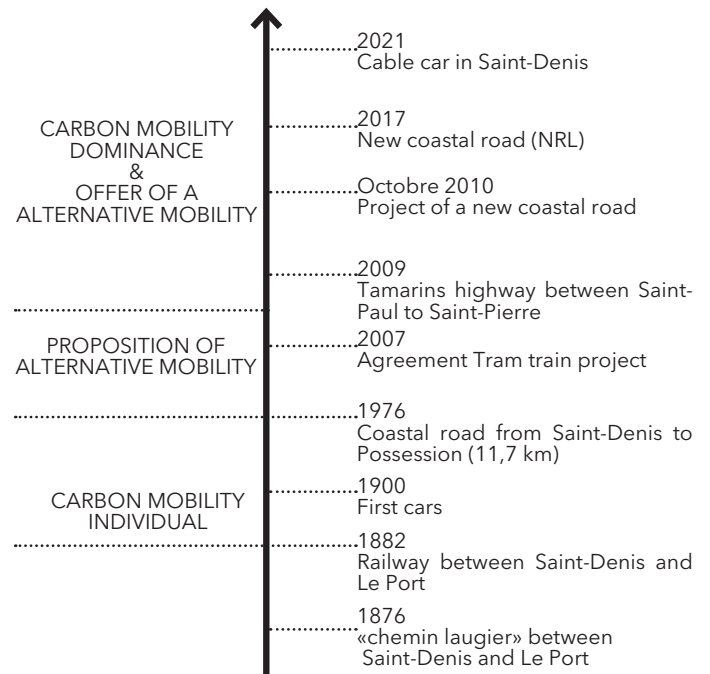 2021
Cable car in Saint-Denis
2017
New coastal road (NRL)
CARBON MOBILITY
DOMINANCE
&
OFFER OF A
ALTERNATIVE MOBILITY
Octobre 2010
Project of a new coastal road
2009
Tamarins highway between Saint-
Paul to Saint-Pierre
PROPOSITION OF
ALTERNATIVE MOBILITY
2007
Agreement Tram train project
1976
Coastal road from Saint-Denis to
Possession (11,7 km)
CARBON MOBILITY
INDIVIDUAL
1900
First cars
1882
Railway between Saint-Denis and
Le Port
1876
«chemin laugier» between
Saint-Denis and Le Port